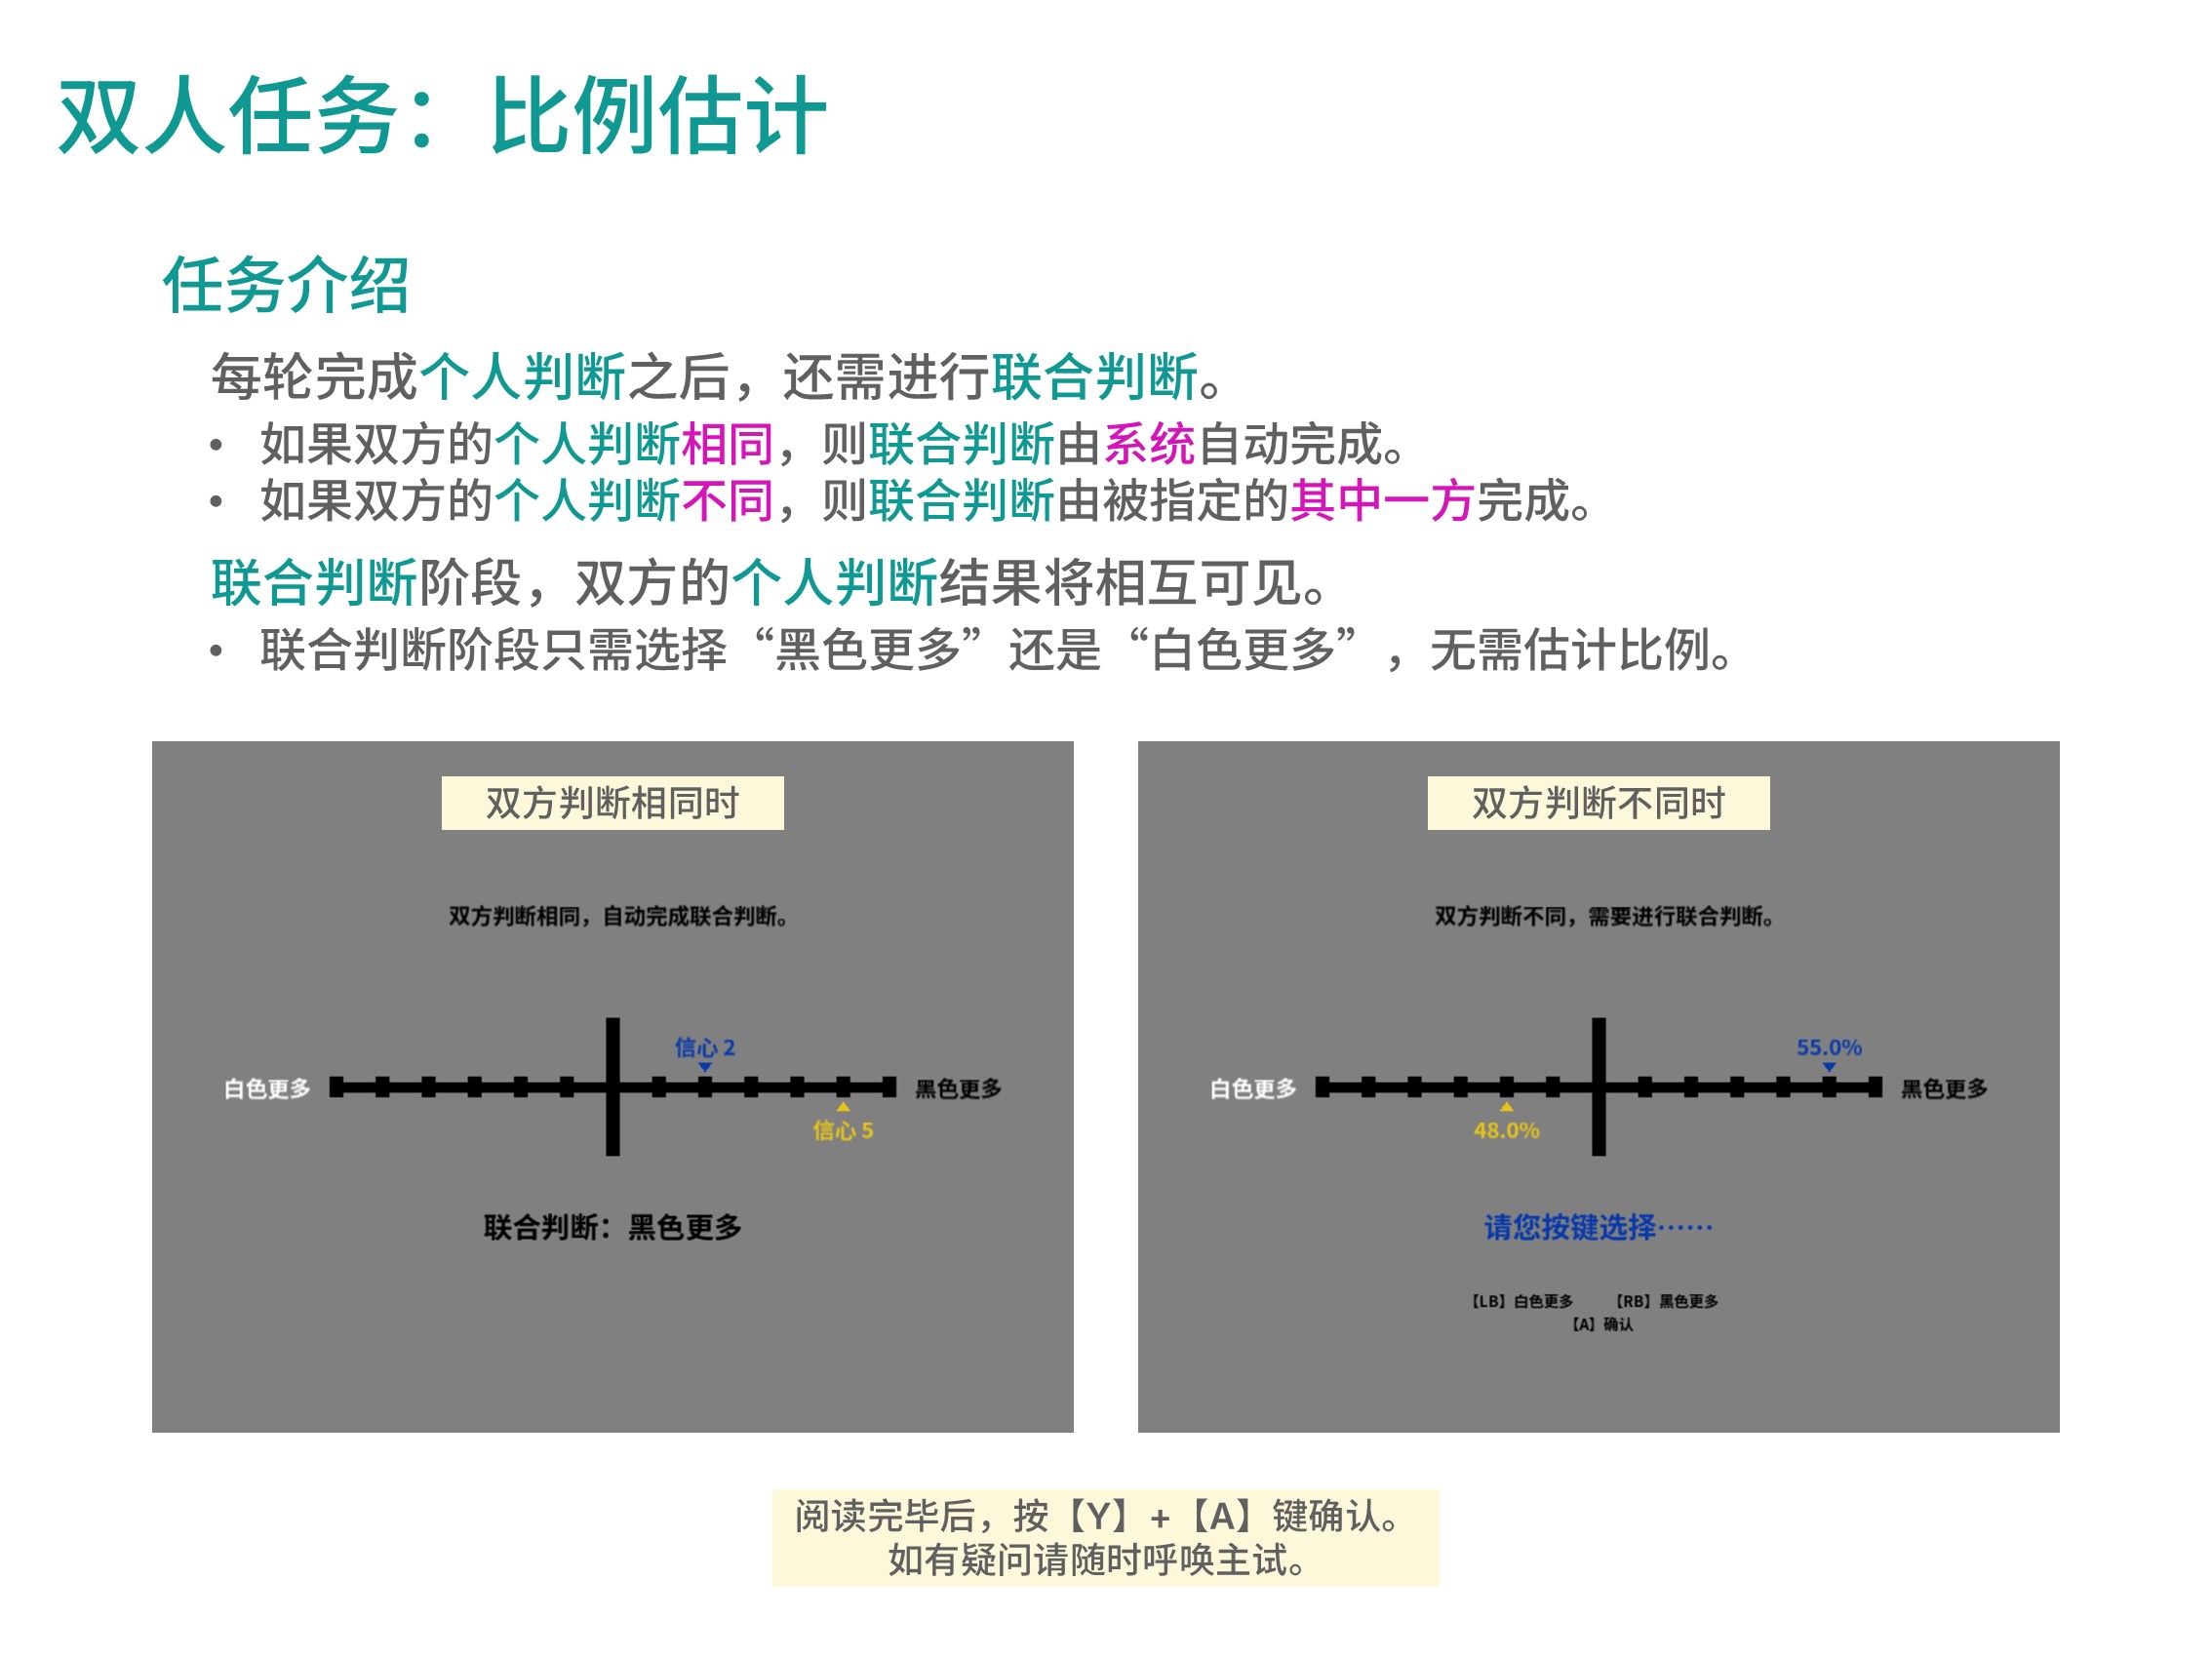 双人任务：比例估计
任务介绍
每轮完成个人判断之后，还需进行联合判断。
• 如果双方的个人判断相同，则联合判断由系统自动完成。
• 如果双方的个人判断不同，则联合判断由被指定的其中一方完成。
联合判断阶段，双方的个人判断结果将相互可见。
• 联合判断阶段只需选择“黑色更多”还是“白色更多”，无需估计比例。
双方判断相同时
双方判断相同，自动完成联合判断。
信心 2
白色更多
黑色更多
信心 5
联合判断：黑色更多
双方判断不同时
双方判断不同，需要进行联合判断。
55.0%
白色更多
黑色更多
48.0%
请您按键选择······
【LB】白色更多 【RB】黑色更多
【A】确认
阅读完毕后，按【Y】+【A】键确认。
如有疑问请随时呼唤主试。